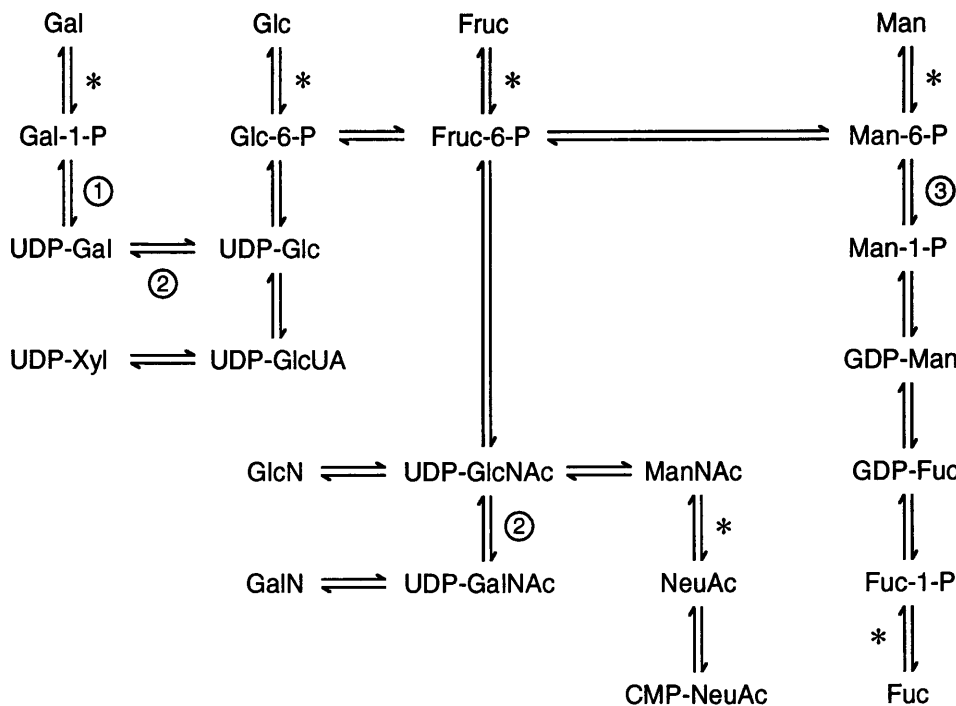 Gal Glc Fruc Man
* * * *
Gal-1-P Glc-6-P Fruc-6-P Man-6-P
① ③
UDP-Gal UDP-Glc Man-1-P
②
UDP-Xyl UDP-GlcUA GDP-Man
GlcN UDP-GlcNAc ManNAc GDP-Fuc
② *
GalN UDP-GalNAc NeuAc Fuc-1-P
*
CMP-NeuAc Fuc